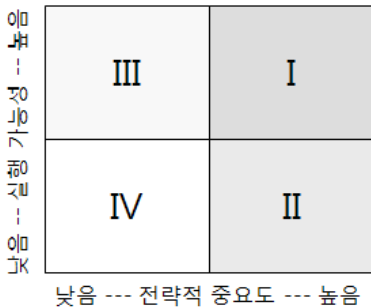 낮음 -- 실행 가능성 -- 높음
III
I
IV
II
낮음 --- 전략적 중요도 --- 높음